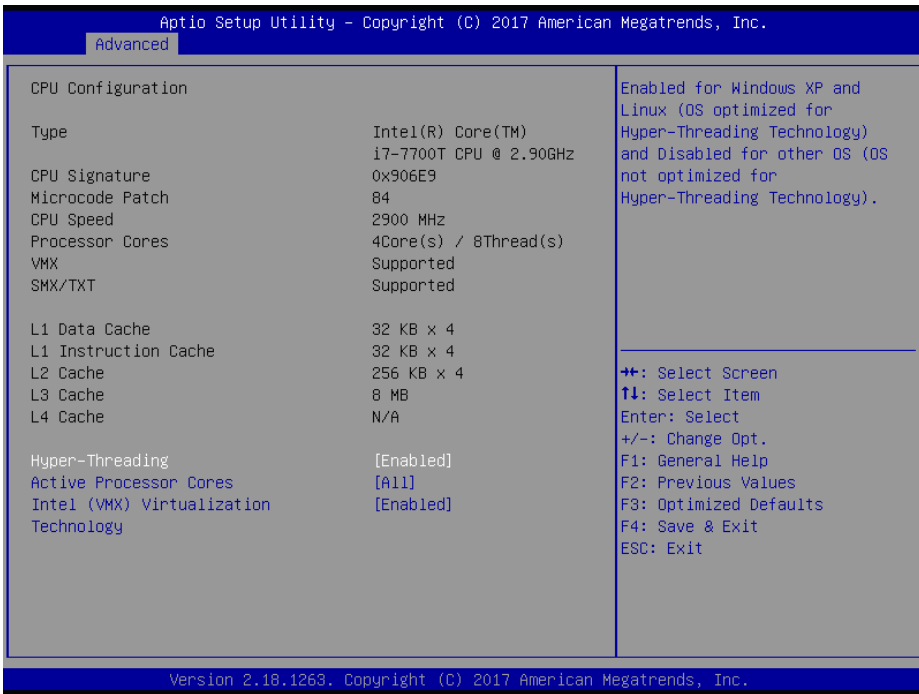 Aptio Setup Utility – Copyright (C) 2017 American Megatrends, Inc.
Advanced
CPU Configuration
Type Intel(R) Core(TM)
i7-7700T CPU @ 2.90GHz
CPU Signature 0x906E9
Microcode Patch 84
CPU Speed 2900 MHz
Processor Cores 4Core(s) / 8Thread(s)
VMX Supported
SMX/TXT Supported
L1 Data Cache 32 KB x 4
L1 Instruction Cache 32 KB x 4
L2 Cache 256 KB x 4
L3 Cache 8 MB
L4 Cache N/A
Hyper-Threading [Enabled]
Active Processor Cores [All]
Intel (VMX) Virtualization [Enabled]
Technology
Enabled for Windows XP and
Linux (OS optimized for
Hyper-Threading Technology)
and Disabled for other OS (OS
not optimized for
Hyper-Threading Technology).
→←: Select Screen
↑↓: Select Item
Enter: Select
+/-: Change Opt.
F1: General Help
F2: Previous Values
F3: Optimized Defaults
F4: Save & Exit
ESC: Exit
Version 2.18.1263. Copyright (C) 2017 American Megatrends, Inc.